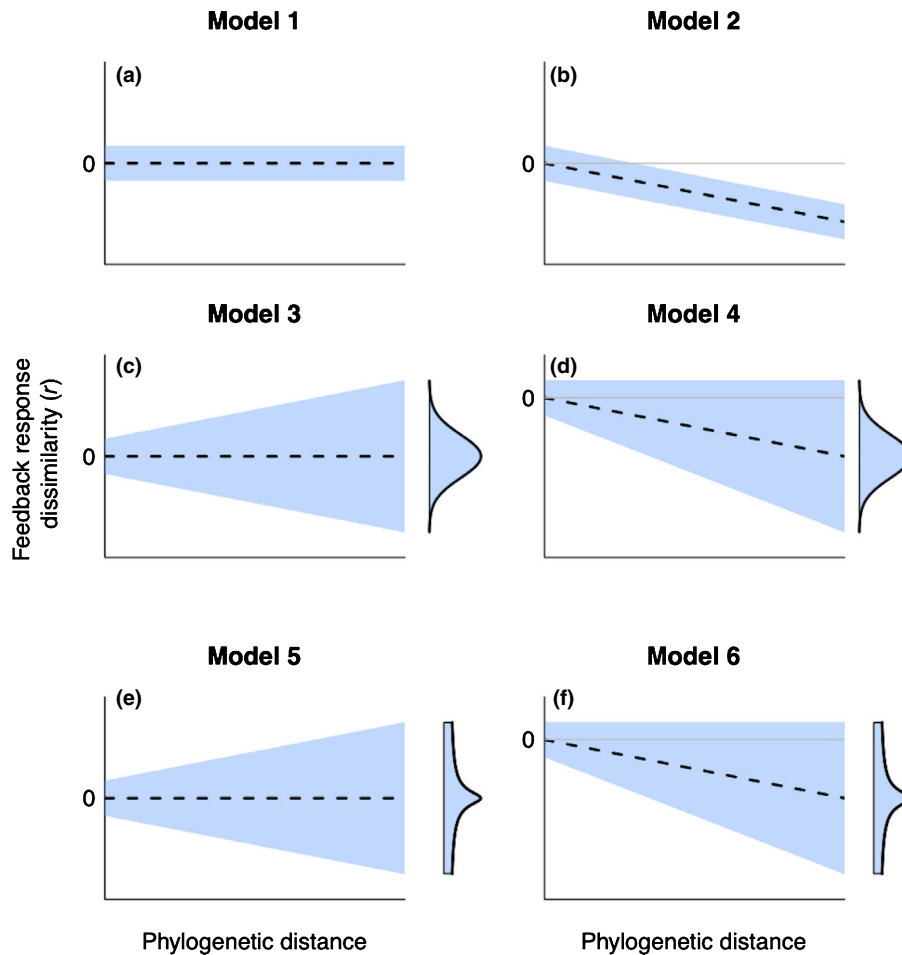 Model 1
Model 2
(a)
(b)
0
0
Model 3
Model 4
(c)
(d)
0
0
Feedback response
dissimilarity (r)
Model 5
Model 6
(e)
(f)
0
0
Phylogenetic distance
Phylogenetic distance